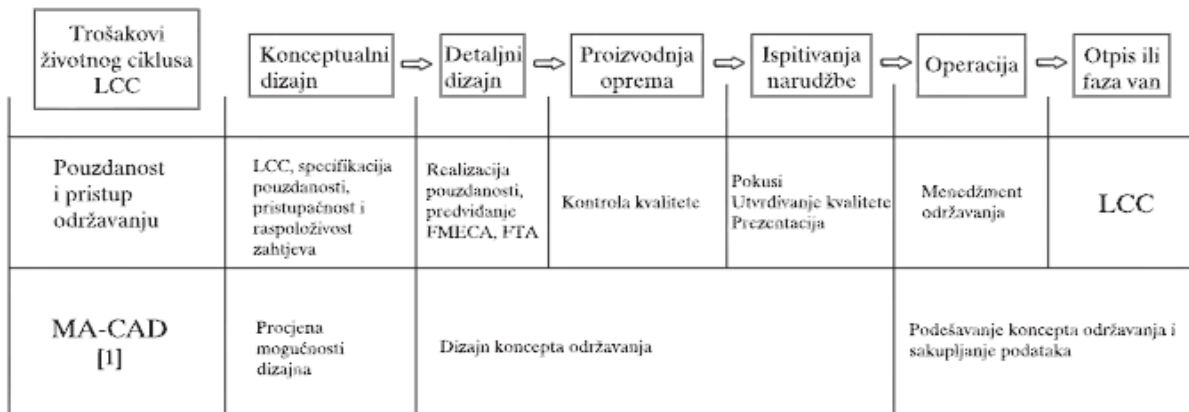 Trošakovi
životnog ciklusa
LCC
Konceptualni
dizajn
Detaljni
dizajn
Proizvodnja
oprema
Ispitivanja
narudžbe
Operacija
Otpis ili
faza van
Pouzdanost
i pristup
održavanju
LCC, specifikacija
pouzdanosti,
pristupačnost i
raspoloživost
zahtjeva
Realizacija
pouzdanosti,
predviđanje
FMECA, FTA
Kontrola kvalitete
Pokusi
Utvrđivanje kvalitete
Prezentacija
Menedžment
održavanja
LCC
MA-CAD
[1]
Procjena
mogućnosti
dizajna
Dizajn koncepta održavanja
Podešavanje koncepta održavanja i
sakupljanje podataka